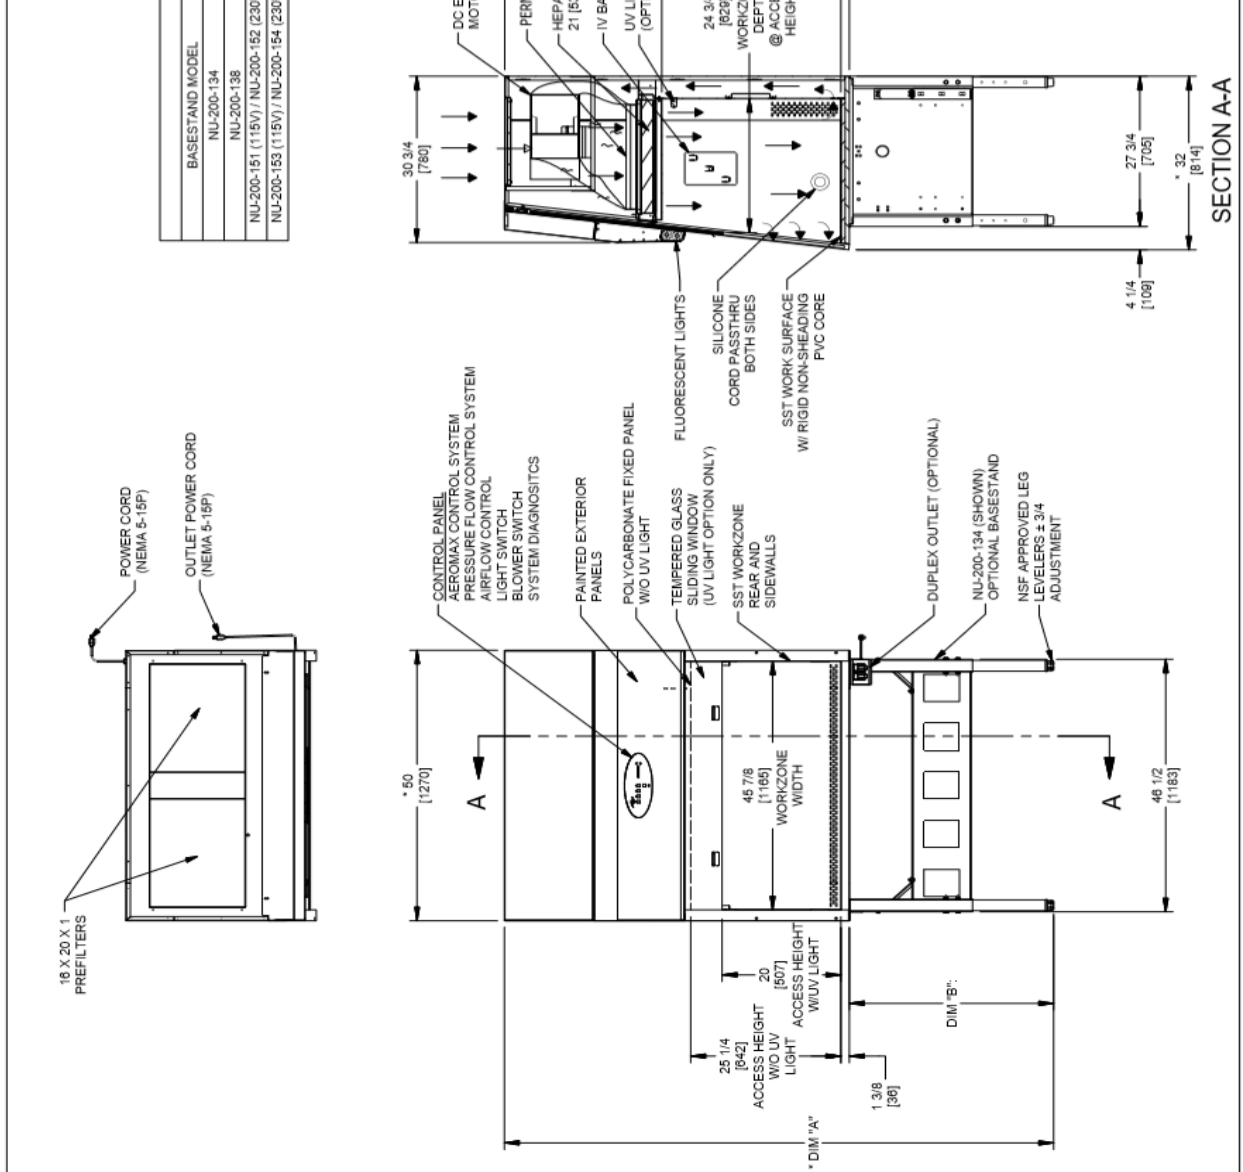 BASESTAND MODEL
NU-200-134
NU-200-138
NU-200-151 (115V) / NU-200-152 (230
NU-200-153 (115V) / NU-200-154 (230
POWER CORD
(NEMA 5-15P)
OUTLET POWER CORD
(NEMA 5-15P)
16 X 20 X 1
PREFILTERS
CONTROL PANEL
AEROMAX CONTROL SYSTEM
PRESSURE FLOW CONTROL SYSTEM
AIRFLOW CONTROL
LIGHT SWITCH
BLOWER SWITCH
SYSTEM DIAGNOSITCS
PAINTED EXTERIOR
PANELS
POLYCARBONATE FIXED PANEL
W/O UV LIGHT
TEMPERED GLASS
SLIDING WINDOW
(UV LIGHT OPTION ONLY)
SST WORKZONE
REAR AND
SIDEWALLS
DUPLEX OUTLET (OPTIONAL)
NU-200-134 (SHOWN)
OPTIONAL BASESTAND
NSF APPROVED LEG
LEVELERS ± 3/4
ADJUSTMENT
* 50
[1270]
A
A
45 7/8
[1165]
WORKZONE
WIDTH
46 1/2
[1183]
20
[507]
ACCESS HEIGHT
W/UV LIGHT
25 1/4
[642]
ACCESS HEIGHT
W/O UV
LIGHT
1 3/8
[36]
DIM "B":
* DIM "A"
DC E
MOT
PER
HEPA
21 [53
IV BA
UV LI
(OPT
24 3/
[629
WORKZ
DEPT
@ ACCE
HEIGH
30 3/4
[780]
FLUORESCENT LIGHTS
SILICONE
CORD PASSTHRU
BOTH SIDES
SST WORK SURFACE
W/ RIGID NON-SHEADING
PVC CORE
27 3/4
[705]
* 32
[814]
4 1/4
[109]
SECTION A-A